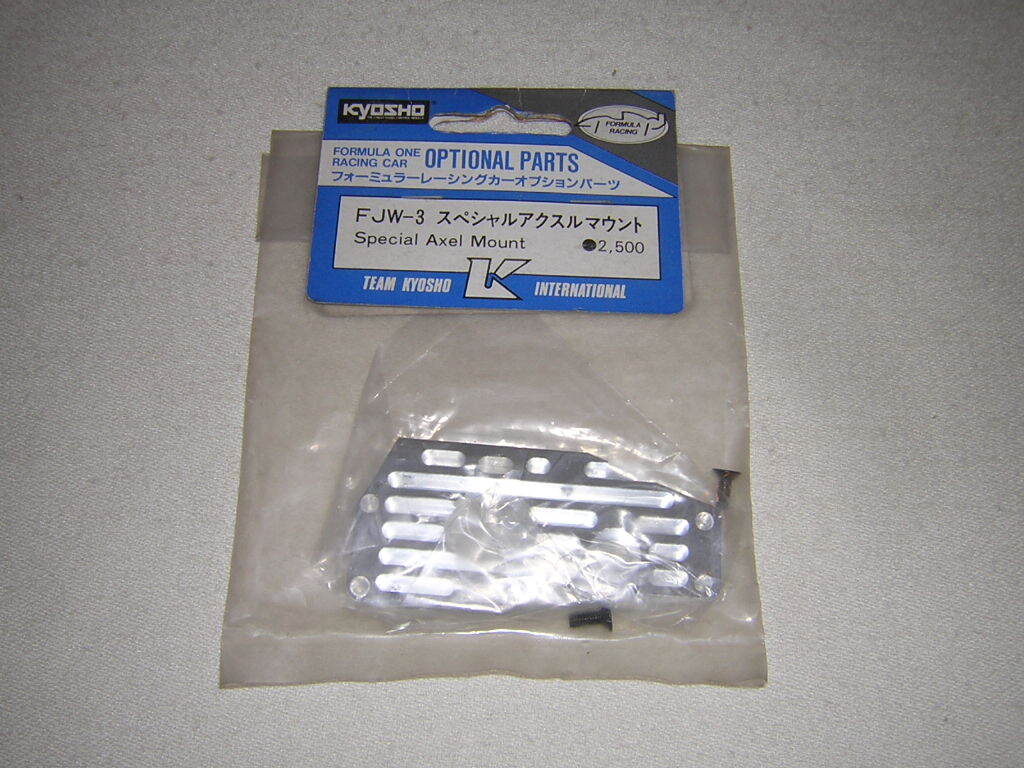 KYOSHO
FORMULA
RACING
FORMULA ONE
RACING CAR OPTIONAL PARTS
フォーミュラーレーシングカーオプションパーツ
FJW-3 スペシャルアクスルマウント
Special Axel Mount ●2,500
TEAM KYOSHO K INTERNATIONAL